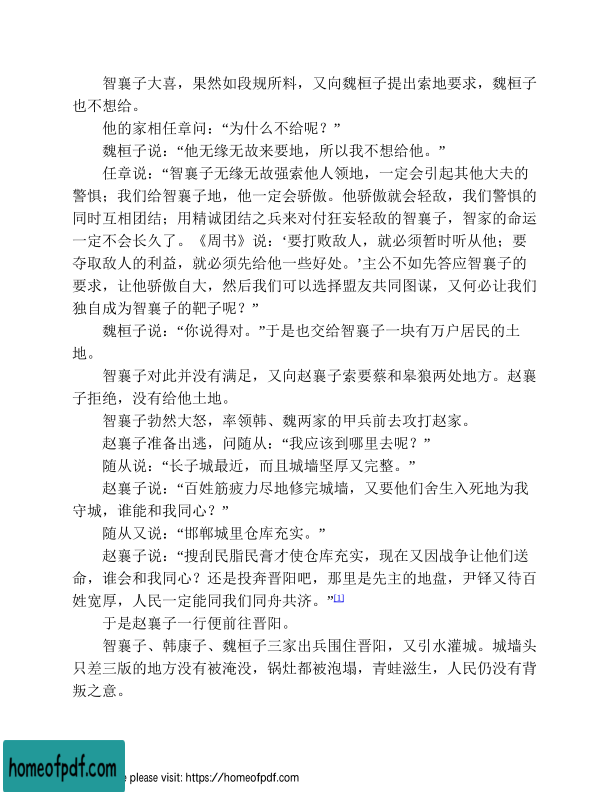 智襄子大喜，果然如段规所料，又向魏桓子提出索地要求，魏桓子
也不想给。
他的家相任章问：“为什么不给呢？”
魏桓子说：“他无缘无故来要地，所以我不想给他。”
任章说：“智襄子无缘无故强索他人领地，一定会引起其他大夫的
警惧；我们给智襄子地，他一定会骄傲。他骄傲就会轻敌，我们警惧的
同时互相团结；用精诚团结之兵来对付狂妄轻敌的智襄子，智家的命运
一定不会长久了。《周书》说：‘要打败敌人，就必须暂时听从他；要
夺取敌人的利益，就必须先给他一些好处。’主公不如先答应智襄子的
要求，让他骄傲自大，然后我们可以选择盟友共同图谋，又何必让我们
独自成为智襄子的靶子呢？”
魏桓子说：“你说得对。”于是也交给智襄子一块有万户居民的土
地。
智襄子对此并没有满足，又向赵襄子索要蔡和皋狼两处地方。赵襄
子拒绝，没有给他土地。
智襄子勃然大怒，率领韩、魏两家的甲兵前去攻打赵家。
赵襄子准备出逃，问随从：“我应该到哪里去呢？”
随从说：“长子城最近，而且城墙坚厚又完整。”
赵襄子说：“百姓筋疲力尽地修完城墙，又要他们舍生入死地为我
守城，谁能和我同心？”
随从又说：“邯郸城里仓库充实。”
赵襄子说：“搜刮民脂民膏才使仓库充实，现在又因战争让他们送
命，谁会和我同心？还是投奔晋阳吧，那里是先主的地盘，尹铎又待百
姓宽厚，人民一定能同我们同舟共济。”[1]
于是赵襄子一行便前往晋阳。
智襄子、韩康子、魏桓子三家出兵围住晋阳，又引水灌城。城墙头
只差三版的地方没有被淹没，锅灶都被泡塌，青蛙滋生，人民仍没有背
叛之意。
homeofpdf.com
e please visit: https://homeofpdf.com